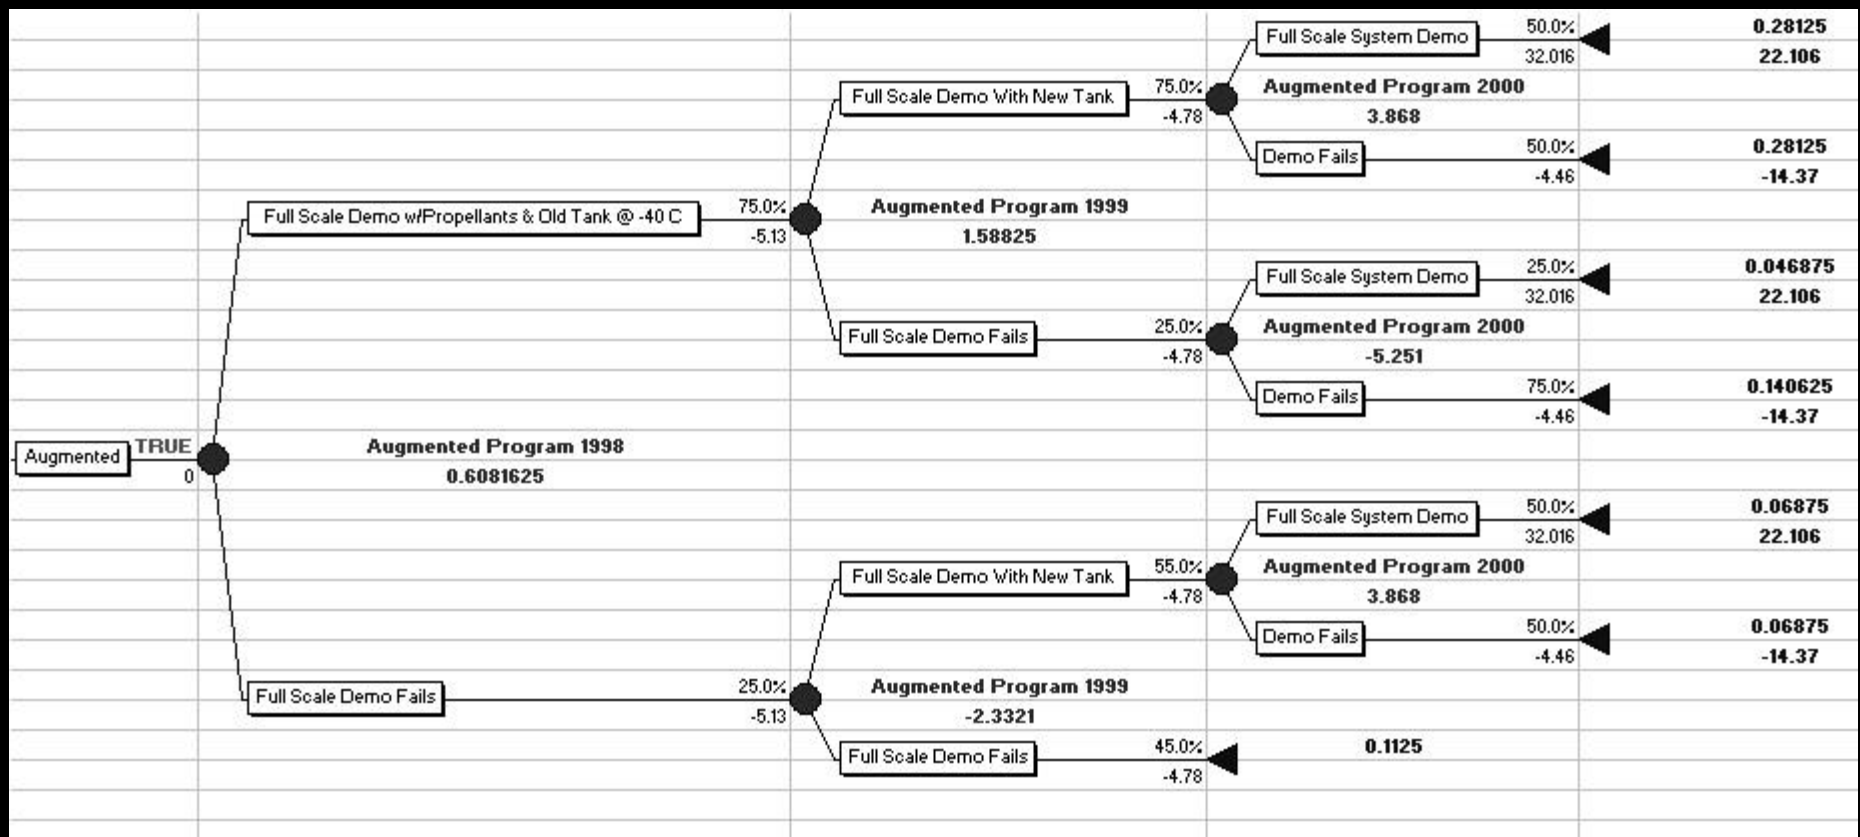 Full Scale System Demo 50.0% 0.28125
32.016 22.106
Full Scale Demo With New Tank 75.0% Augmented Program 2000
-4.78 3.868
Demo Fails 50.0% 0.28125
-4.46 -14.37
Full Scale Demo w/Propellants & Old Tank @ -40 C 75.0% Augmented Program 1999
-5.13 1.58825
Full Scale System Demo 25.0% 0.046875
32.016 22.106
Full Scale Demo Fails 25.0% Augmented Program 2000
-4.78 -5.251
Demo Fails 75.0% 0.140625
-4.46 -14.37
Augmented TRUE Augmented Program 1998
0 0.6081625
Full Scale System Demo 50.0% 0.06875
32.016 22.106
Full Scale Demo With New Tank 55.0% Augmented Program 2000
-4.78 3.868
Demo Fails 50.0% 0.06875
-4.46 -14.37
Full Scale Demo Fails 25.0% Augmented Program 1999
-5.13 -2.3321
Full Scale Demo Fails 45.0% 0.1125
-4.78